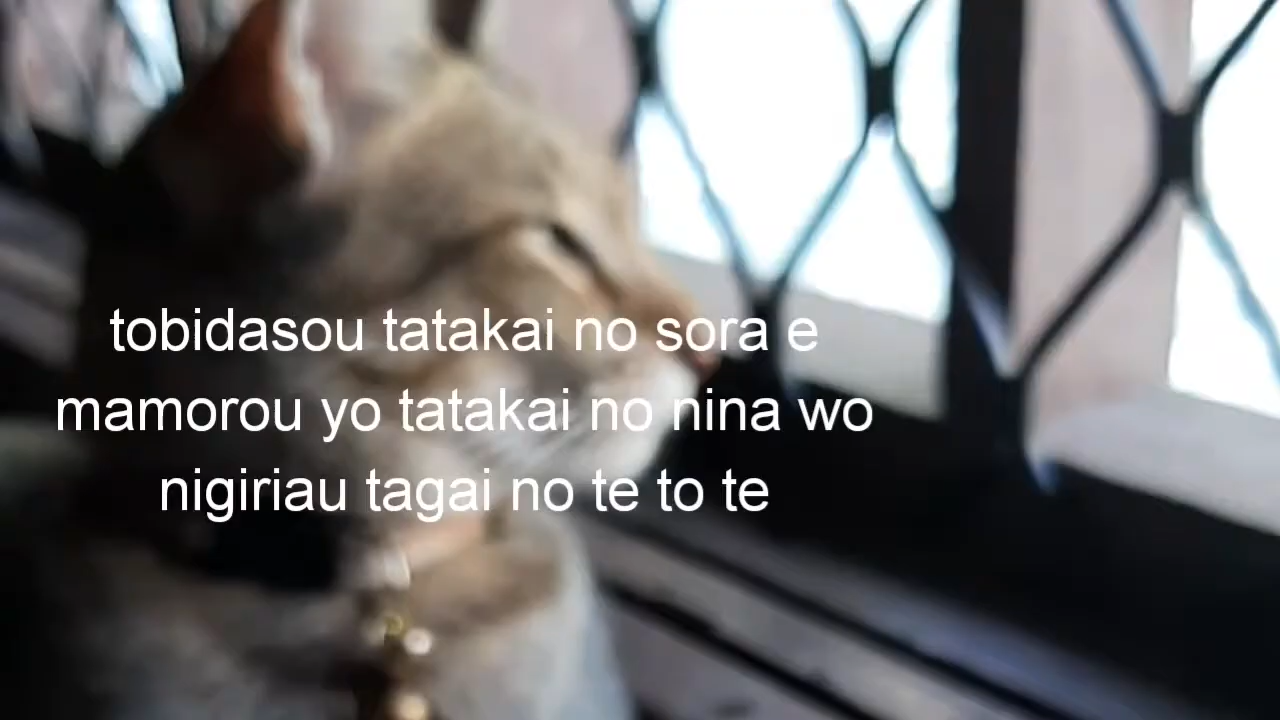 tobidasou tatakai no sora e
mamorou yo tatakai no nina wo
nigiriau tagai no te to te